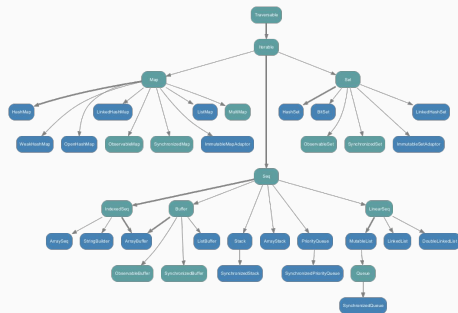 Traversable
Iterable
Map
Set
HashMap
LinkedHashMap
ListMap
MultiMap
HashSet
BitSet
LinkedHashSet
WeakHashMap
OpenHashMap
ObservableMap
SynchronizedMap
ImmutableMapAdaptor
ObservableSet
SynchronizedSet
ImmutableSetAdaptor
Seq
IndexedSeq
Buffer
LinearSeq
ArraySeq
StringBuilder
ArrayBuffer
ListBuffer
Stack
ArrayStack
PriorityQueue
MutableList
LinkedList
DoubleLinkedList
ObservableBuffer
SynchronizedBuffer
SynchronizedStack
SynchronizedPriorityQueue
Queue
SynchronizedQueue